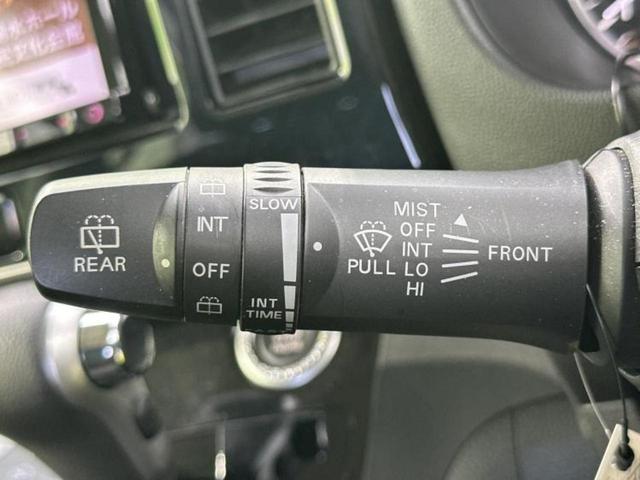 REAR
INT
OFF
SLOW
INT
TIME
PULL
MIST
OFF
INT
LO
HI
FRONT